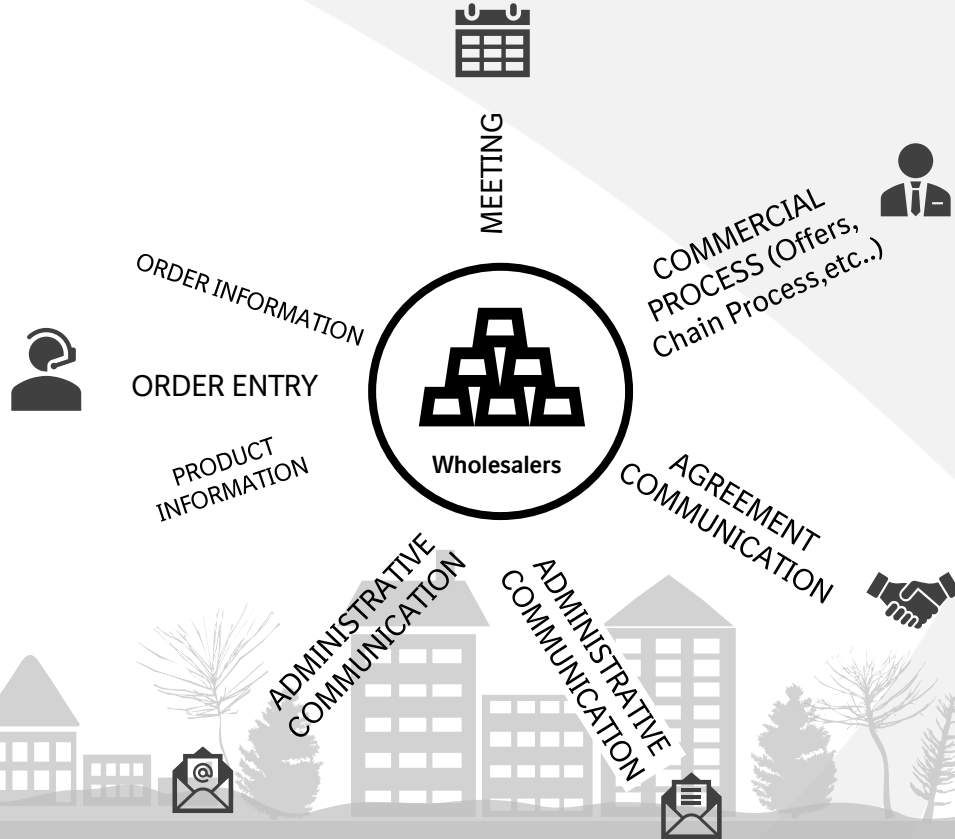 MEETING
COMMERCIAL
PROCESS (Offers,
Chain Process,etc..)
ORDER INFORMATION
ORDER ENTRY
PRODUCT
INFORMATION
Wholesalers
AGREEMENT
COMMUNICATION
ADMINISTRATIVE
COMMUNICATION
ADMINISTRATIVE
COMMUNICATION
@